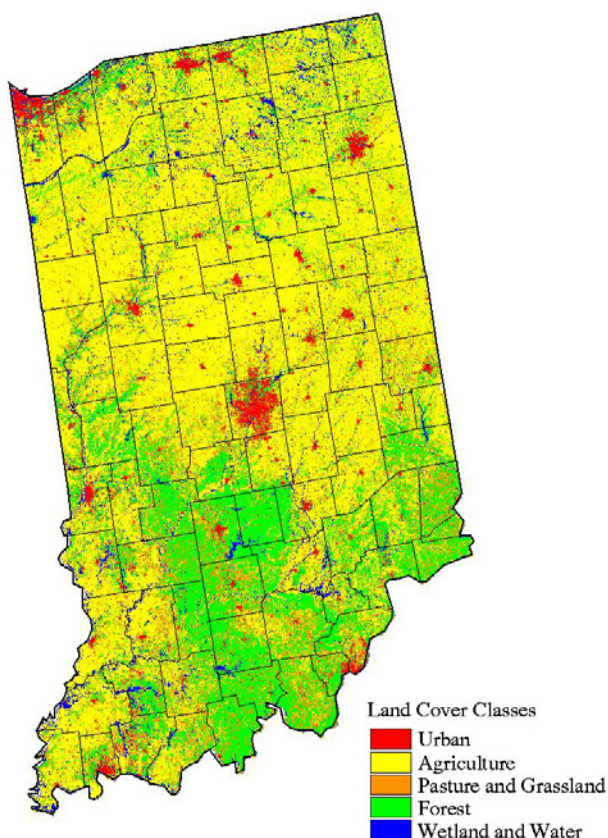 Land Cover Classes
Urban
Agriculture
Pasture and Grassland
Forest
Wetland and Water